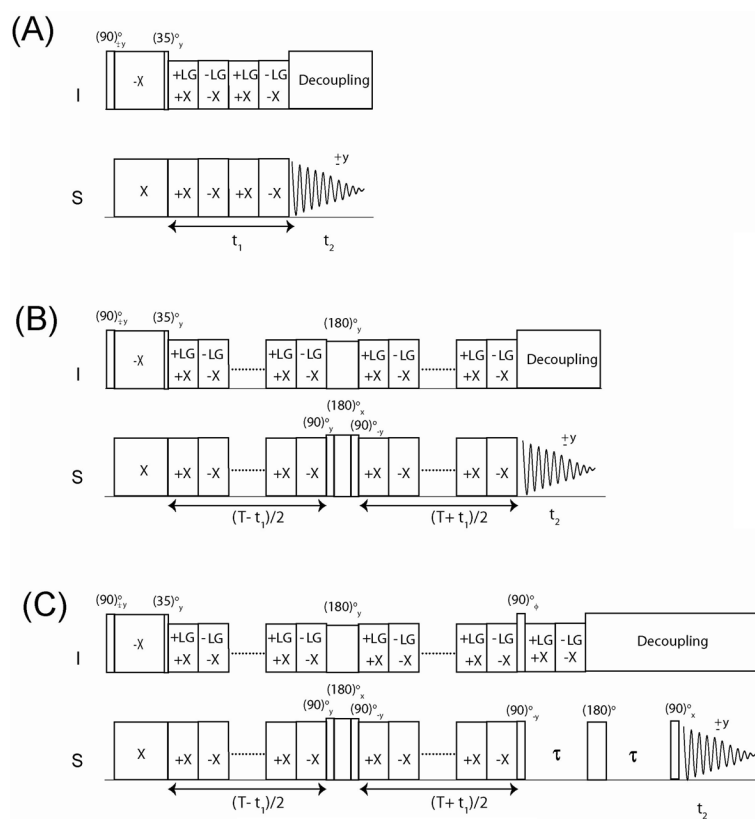 (A)
(90)°±y (35)°y
I -X +LG -LG +LG -LG Decoupling
+X -X +X -X
±y
S X +X -X +X -X
t1 t2
(B)
(90)°±y (35)°y (180)°y
I -X +LG -LG +LG -LG +LG -LG +LG -LG Decoupling
+X -X +X -X +X -X +X -X
(180)°x
(90)°y (90)°-y
±y
S X +X -X +X -X +X -X +X -X
(T- t1)/2 (T+ t1)/2 t2
(C)
(90)°±y (35)°y (180)°y (90)°ϕ
I -X +LG -LG +LG -LG +LG -LG +LG -LG +LG -LG Decoupling
+X -X +X -X +X -X +X -X +X -X
(180)°x
(90)°y (90)°-y (90)°-y (180)° (90)°x
±y
S X +X -X +X -X +X -X +X -X τ τ
(T- t1)/2 (T+ t1)/2
t2